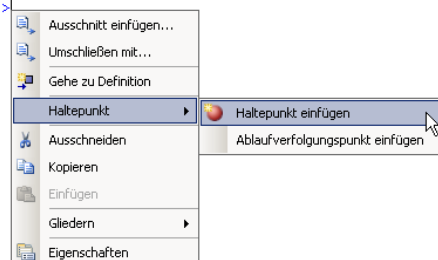 >
Ausschnitt einfügen...
Umschließen mit...
Gehe zu Definition
Haltepunkt
Haltepunkt einfügen
Ablaufverfolgungspunkt einfügen
Ausschneiden
Kopieren
Einfügen
Gliedern
Eigenschaften